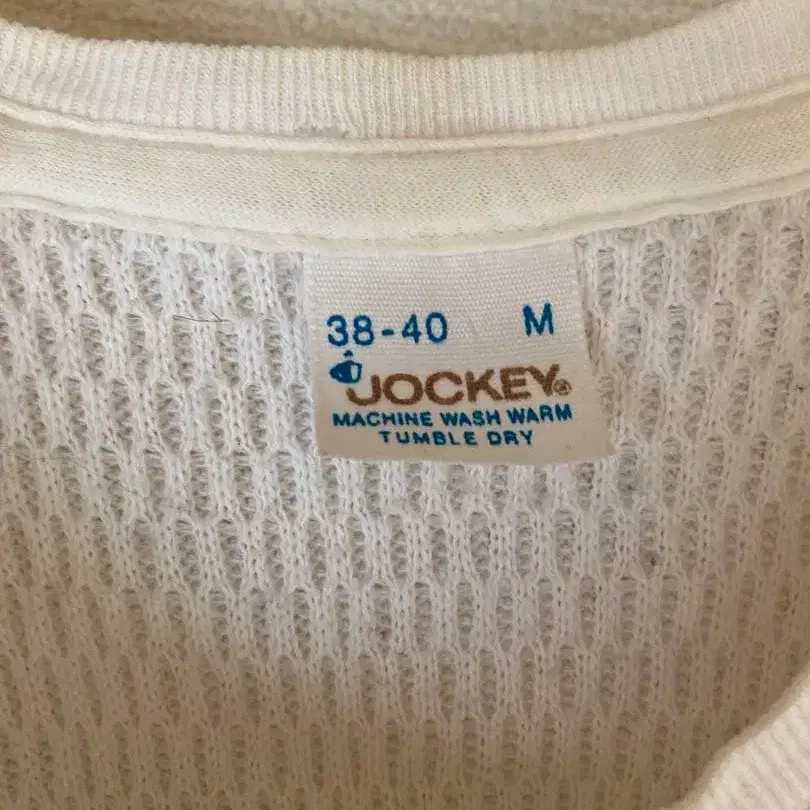 38-40 M
JOCKEY®
MACHINE WASH WARM
TUMBLE DRY